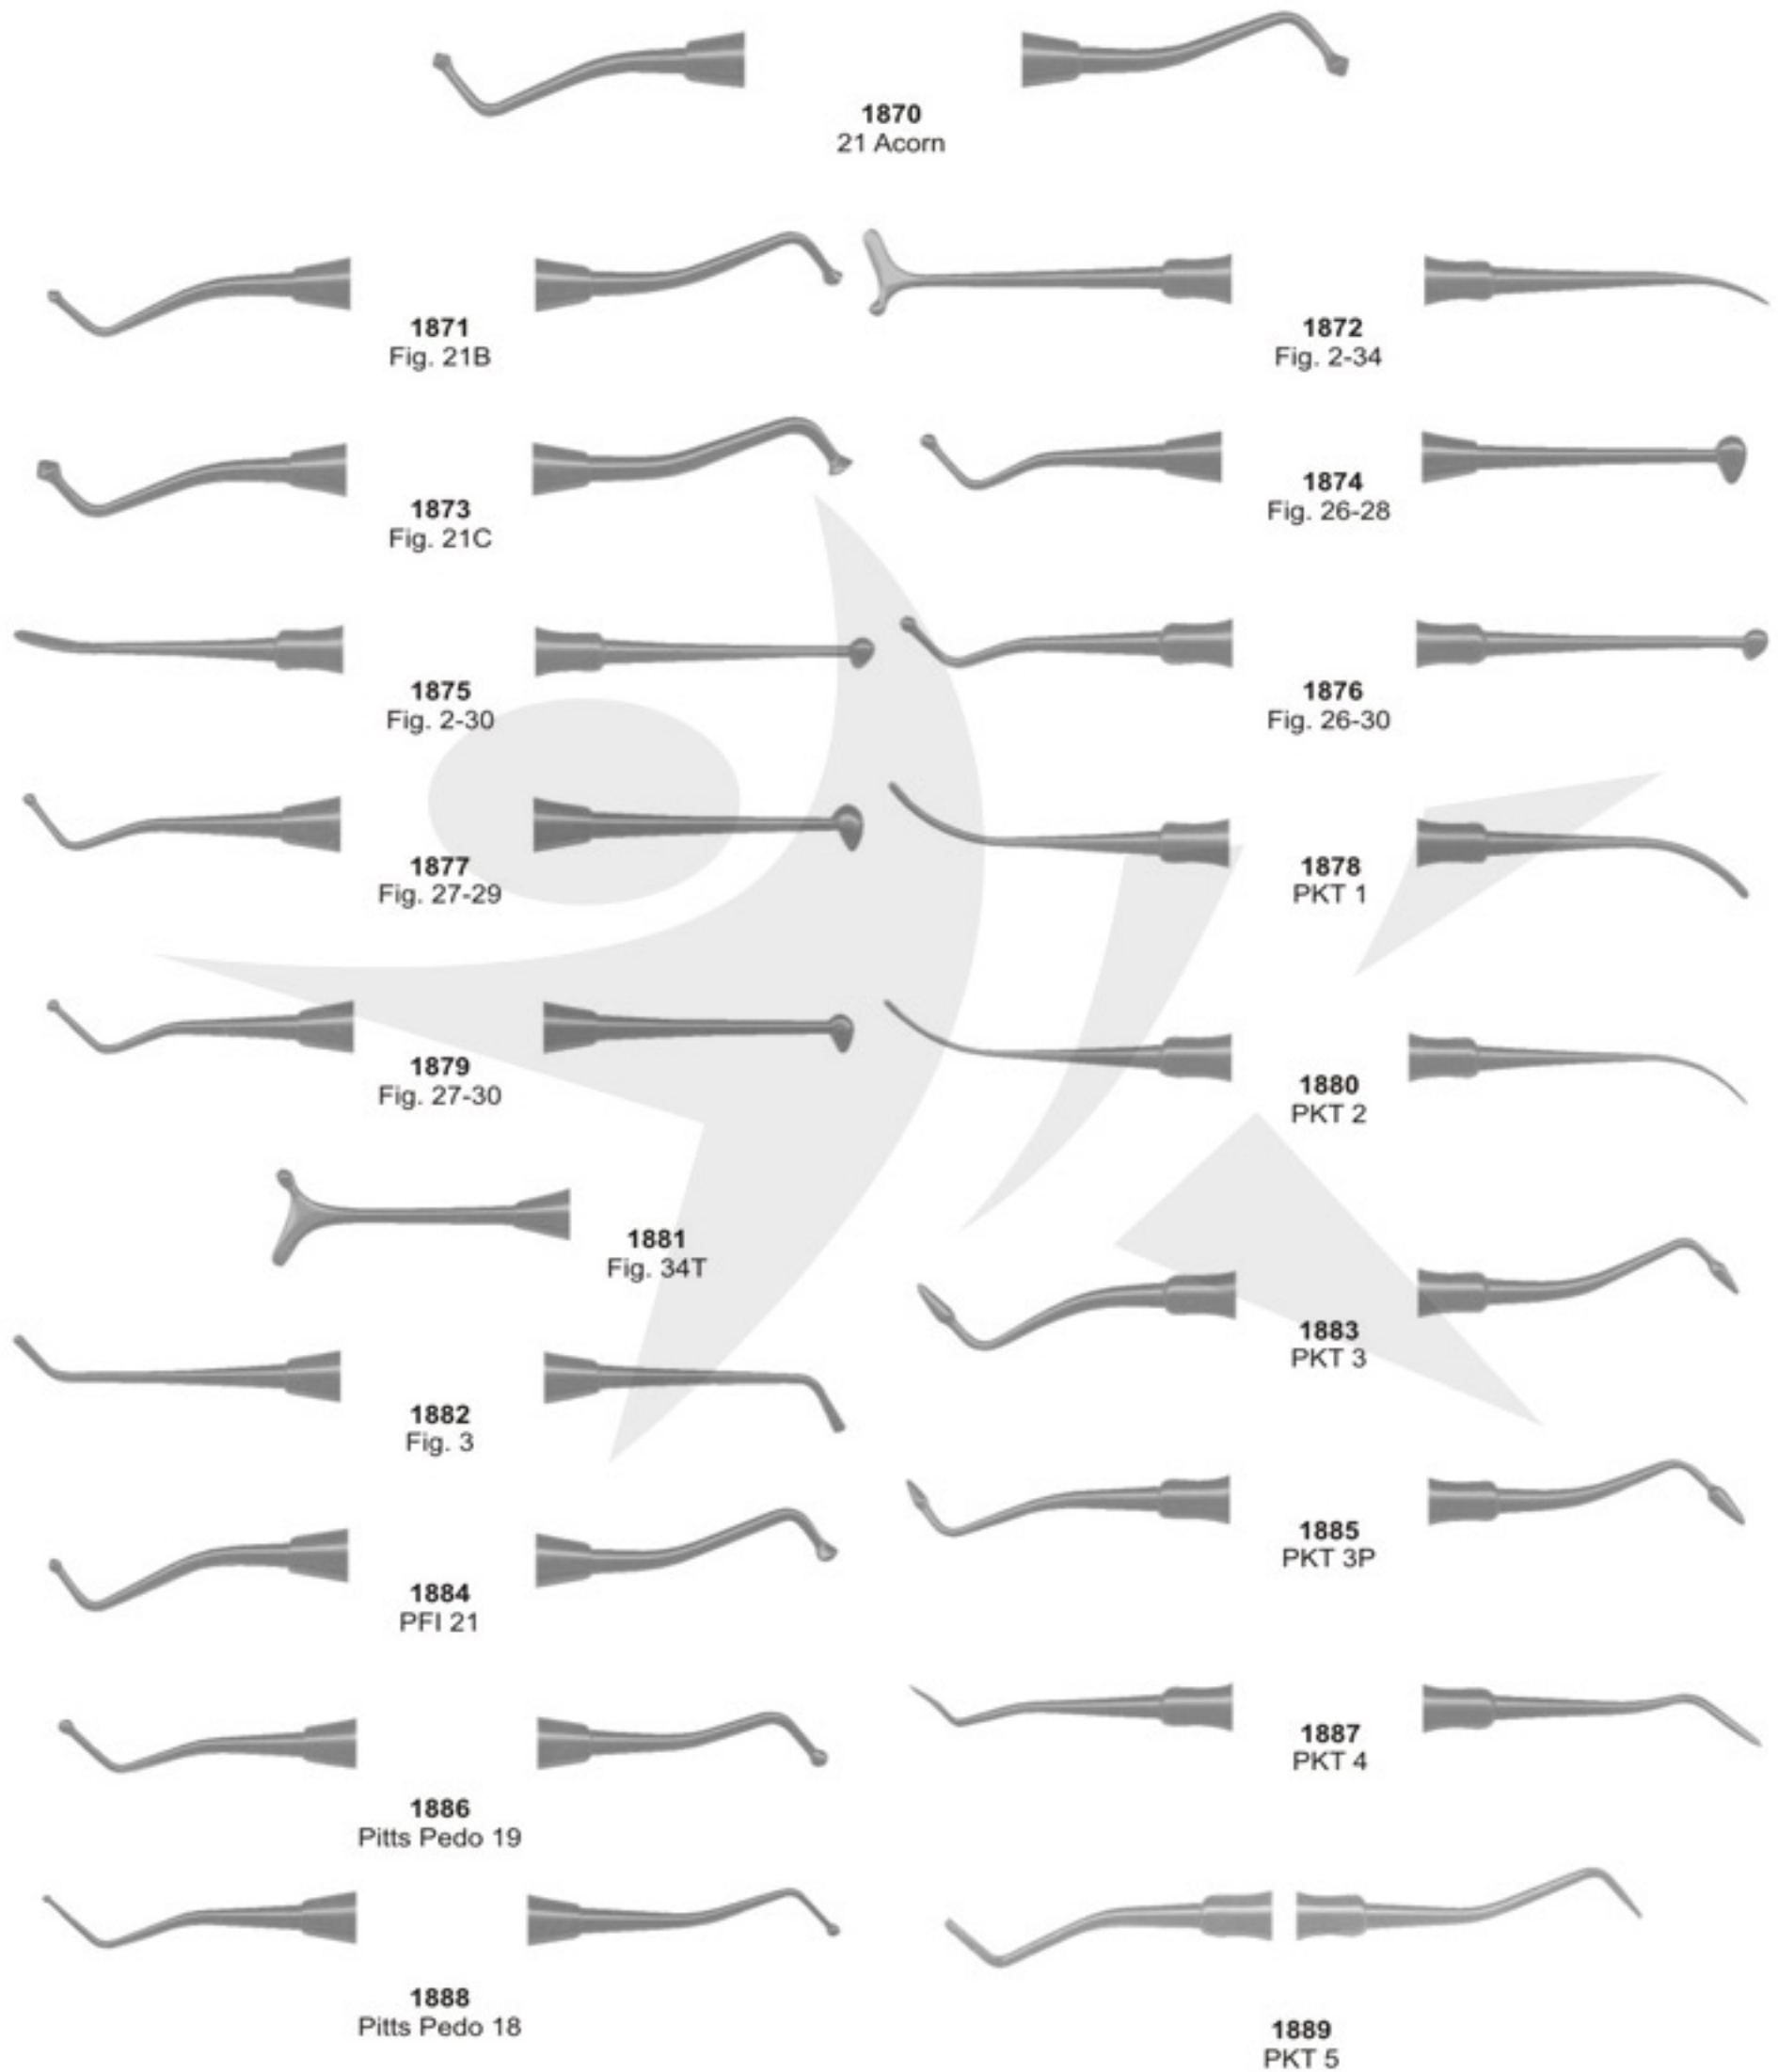 1870
21 Acorn
1871
Fig. 21B
1872
Fig. 2-34
1873
Fig. 21C
1874
Fig. 26-28
1875
Fig. 2-30
1876
Fig. 26-30
1877
Fig. 27-29
1878
PKT 1
1879
Fig. 27-30
1880
PKT 2
1881
Fig. 34T
1883
PKT 3
1882
Fig. 3
1885
PKT 3P
1884
PFI 21
1887
PKT 4
1886
Pitts Pedo 19
1888
Pitts Pedo 18
1889
PKT 5